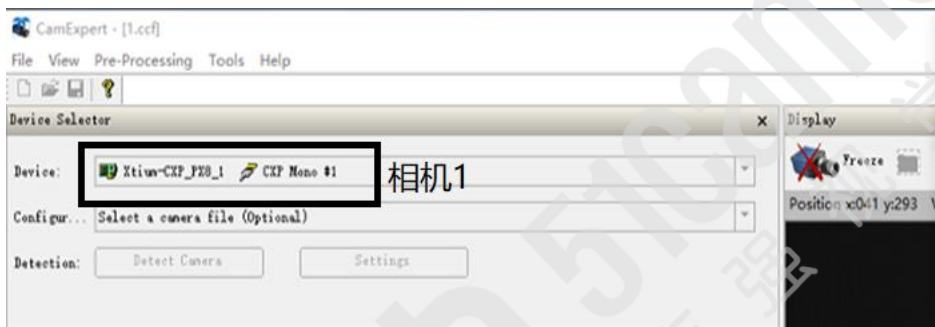 CamExpert - [1.ccf]
File View Pre-Processing Tools Help
Device Selector x Display
Device: Xtium-CXP_PX8_1 CXP Mono #1 相机1 Freeze
Position x:041 y:293 V
Configur... Select a camera file (Optional)
Detection: Detect Camera Settings